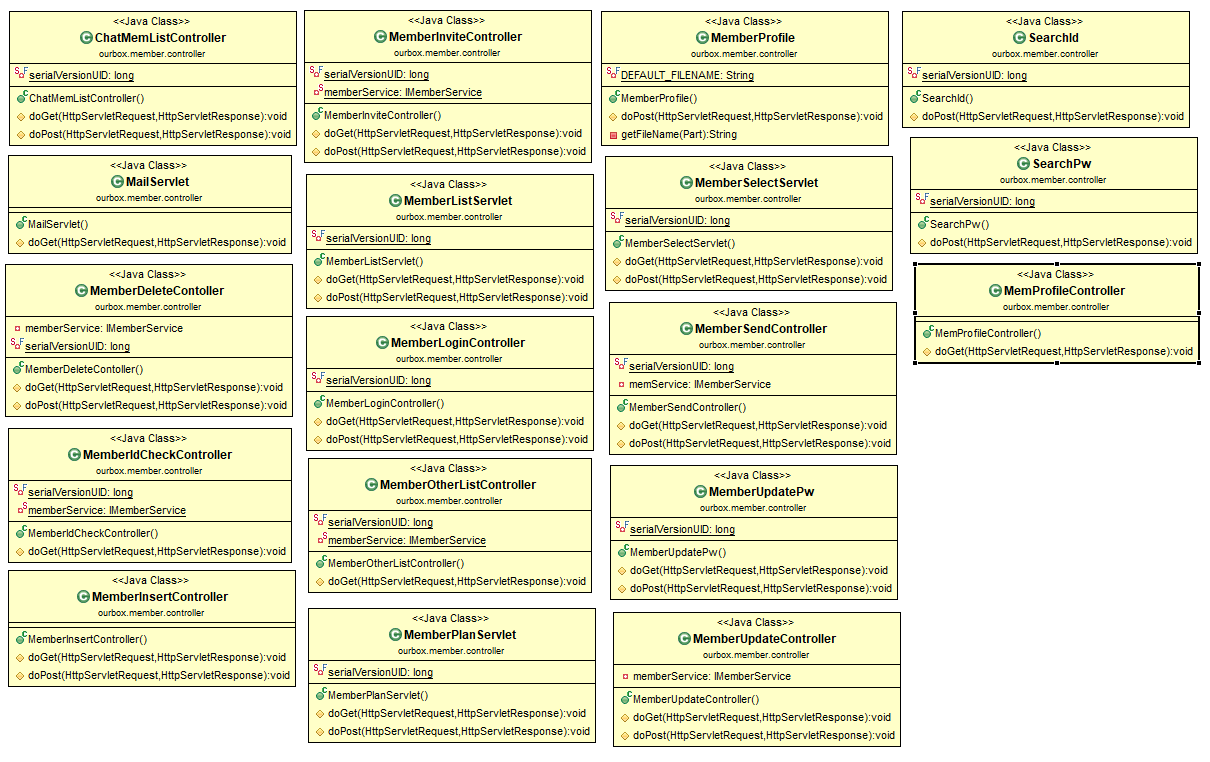 <<Java Class>>
ChatMemListController
ourbox.member.controller
serialVersionUID: long
ChatMemListController()
doGet(HttpServletRequest,HttpServletResponse):void
doPost(HttpServletRequest,HttpServletResponse):void
<<Java Class>>
MailServlet
ourbox.member.controller
MailServlet()
doGet(HttpServletRequest,HttpServletResponse):void
<<Java Class>>
MemberDeleteContoller
ourbox.member.controller
memberService: IMemberService
serialVersionUID: long
MemberDeleteContoller()
doGet(HttpServletRequest,HttpServletResponse):void
doPost(HttpServletRequest,HttpServletResponse):void
<<Java Class>>
MemberIdCheckController
ourbox.member.controller
serialVersionUID: long
memberService: IMemberService
MemberIdCheckController()
doGet(HttpServletRequest,HttpServletResponse):void
<<Java Class>>
MemberInsertController
ourbox.member.controller
MemberInsertController()
doGet(HttpServletRequest,HttpServletResponse):void
doPost(HttpServletRequest,HttpServletResponse):void
<<Java Class>>
MemberInviteController
ourbox.member.controller
serialVersionUID: long
memberService: IMemberService
MemberInviteController()
doGet(HttpServletRequest,HttpServletResponse):void
doPost(HttpServletRequest,HttpServletResponse):void
<<Java Class>>
MemberListServlet
ourbox.member.controller
serialVersionUID: long
MemberListServlet()
doGet(HttpServletRequest,HttpServletResponse):void
doPost(HttpServletRequest,HttpServletResponse):void
<<Java Class>>
MemberLoginController
ourbox.member.controller
serialVersionUID: long
MemberLoginController()
doGet(HttpServletRequest,HttpServletResponse):void
doPost(HttpServletRequest,HttpServletResponse):void
<<Java Class>>
MemberOtherListController
ourbox.member.controller
serialVersionUID: long
memberService: IMemberService
MemberOtherListController()
doGet(HttpServletRequest,HttpServletResponse):void
<<Java Class>>
MemberPlanServlet
ourbox.member.controller
serialVersionUID: long
MemberPlanServlet()
doGet(HttpServletRequest,HttpServletResponse):void
doPost(HttpServletRequest,HttpServletResponse):void
<<Java Class>>
MemberProfile
ourbox.member.controller
DEFAULT_FILENAME: String
MemberProfile()
doPost(HttpServletRequest,HttpServletResponse):void
getFileName(Part):String
<<Java Class>>
MemberSelectServlet
ourbox.member.controller
serialVersionUID: long
MemberSelectServlet()
doGet(HttpServletRequest,HttpServletResponse):void
doPost(HttpServletRequest,HttpServletResponse):void
<<Java Class>>
MemberSendController
ourbox.member.controller
serialVersionUID: long
memService: IMemberService
MemberSendController()
doGet(HttpServletRequest,HttpServletResponse):void
doPost(HttpServletRequest,HttpServletResponse):void
<<Java Class>>
MemberUpdatePw
ourbox.member.controller
serialVersionUID: long
MemberUpdatePw()
doGet(HttpServletRequest,HttpServletResponse):void
doPost(HttpServletRequest,HttpServletResponse):void
<<Java Class>>
MemberUpdateController
ourbox.member.controller
memberService: IMemberService
MemberUpdateController()
doGet(HttpServletRequest,HttpServletResponse):void
doPost(HttpServletRequest,HttpServletResponse):void
<<Java Class>>
SearchId
ourbox.member.controller
serialVersionUID: long
SearchId()
doPost(HttpServletRequest,HttpServletResponse):void
<<Java Class>>
SearchPw
ourbox.member.controller
serialVersionUID: long
SearchPw()
doPost(HttpServletRequest,HttpServletResponse):void
<<Java Class>>
MemProfileController
ourbox.member.controller
MemProfileController()
doGet(HttpServletRequest,HttpServletResponse):void